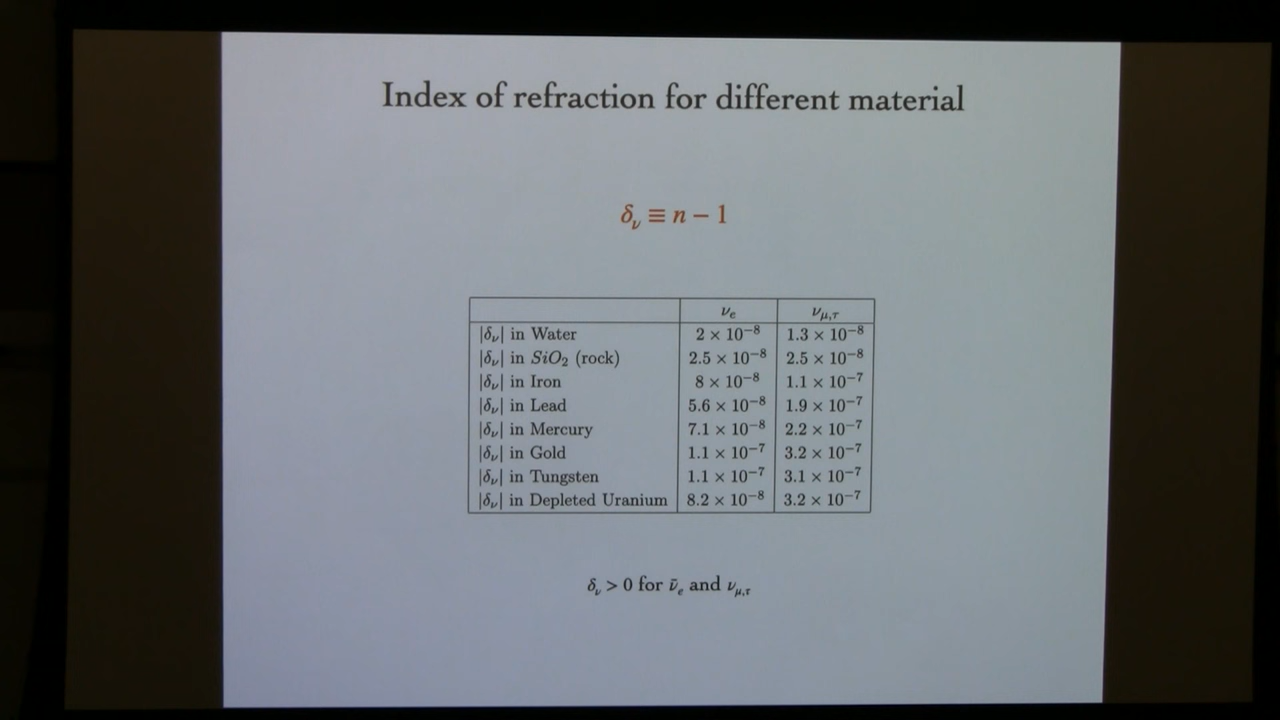 Index of refraction for different material
δ_ν ≡ n − 1
ν_e ν_{μ,τ}
|δ_ν| in Water 2 × 10^{−8} 1.3 × 10^{−8}
|δ_ν| in SiO_2 (rock) 2.5 × 10^{−8} 2.5 × 10^{−8}
|δ_ν| in Iron 8 × 10^{−8} 1.1 × 10^{−7}
|δ_ν| in Lead 5.6 × 10^{−8} 1.9 × 10^{−7}
|δ_ν| in Mercury 7.1 × 10^{−8} 2.2 × 10^{−7}
|δ_ν| in Gold 1.1 × 10^{−7} 3.2 × 10^{−7}
|δ_ν| in Tungsten 1.1 × 10^{−7} 3.1 × 10^{−7}
|δ_ν| in Depleted Uranium 8.2 × 10^{−8} 3.2 × 10^{−7}
δ_ν > 0 for ν̄_e and ν_{μ,τ}